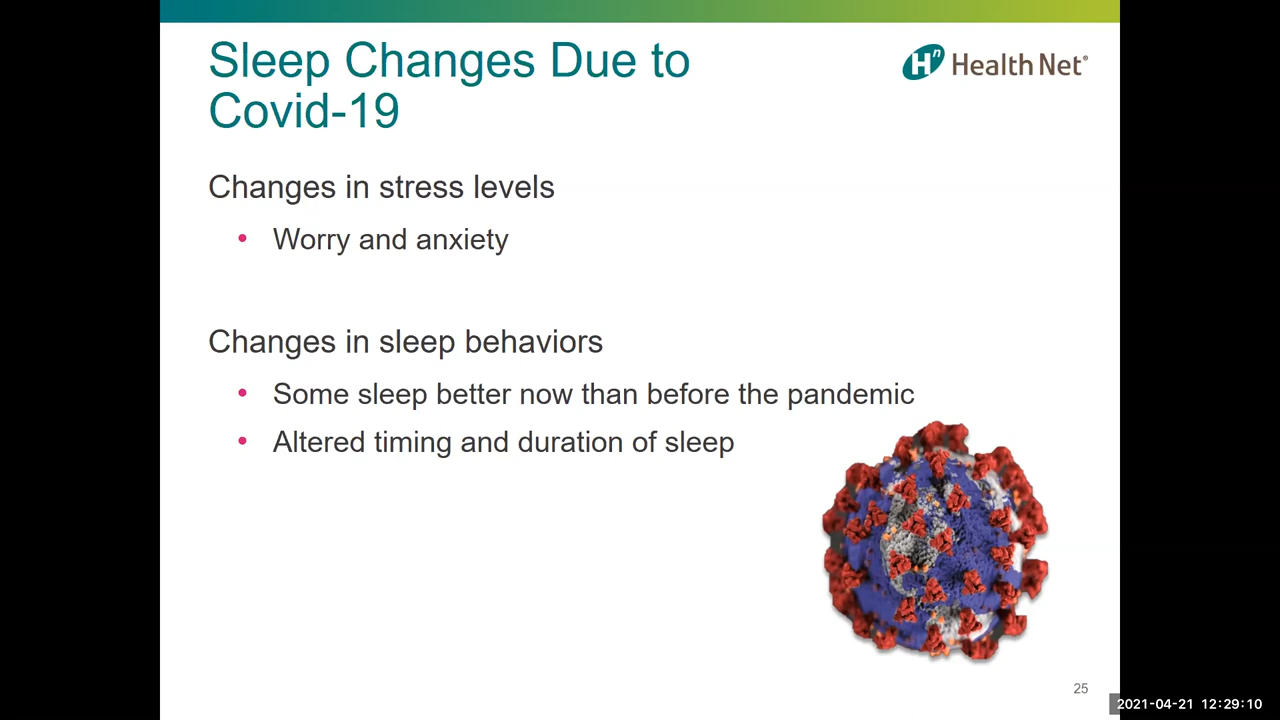 Sleep Changes Due to
Covid-19
Hn Health Net®
Changes in stress levels
• Worry and anxiety
Changes in sleep behaviors
• Some sleep better now than before the pandemic
• Altered timing and duration of sleep
25
2021-04-21 12:29:10